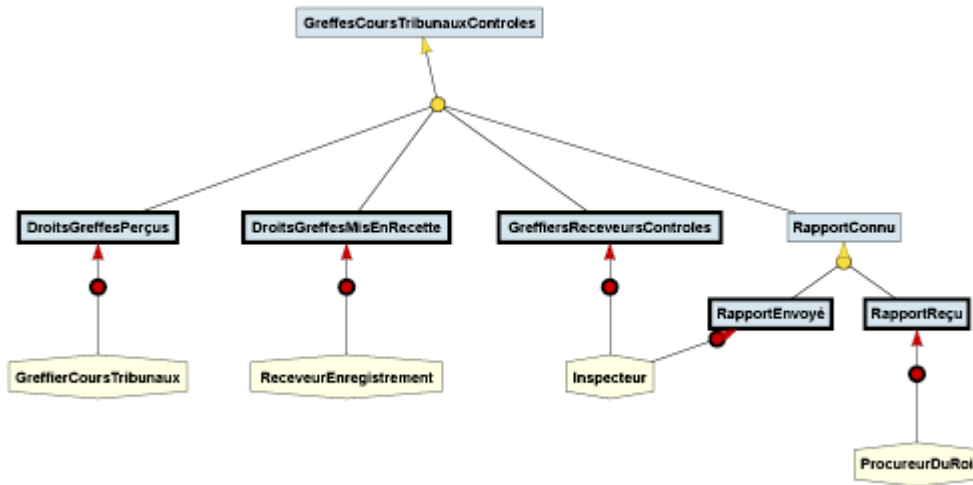 GreffesCoursTribunauxControles
DroitsGreffesPerçus
DroitsGreffesMisEnRecette
GreffiersReceveursControles
RapportConnu
RapportEnvoyé
RapportReçu
GreffierCoursTribunaux
ReceveurEnregistrement
Inspecteur
ProcureurDuRoi